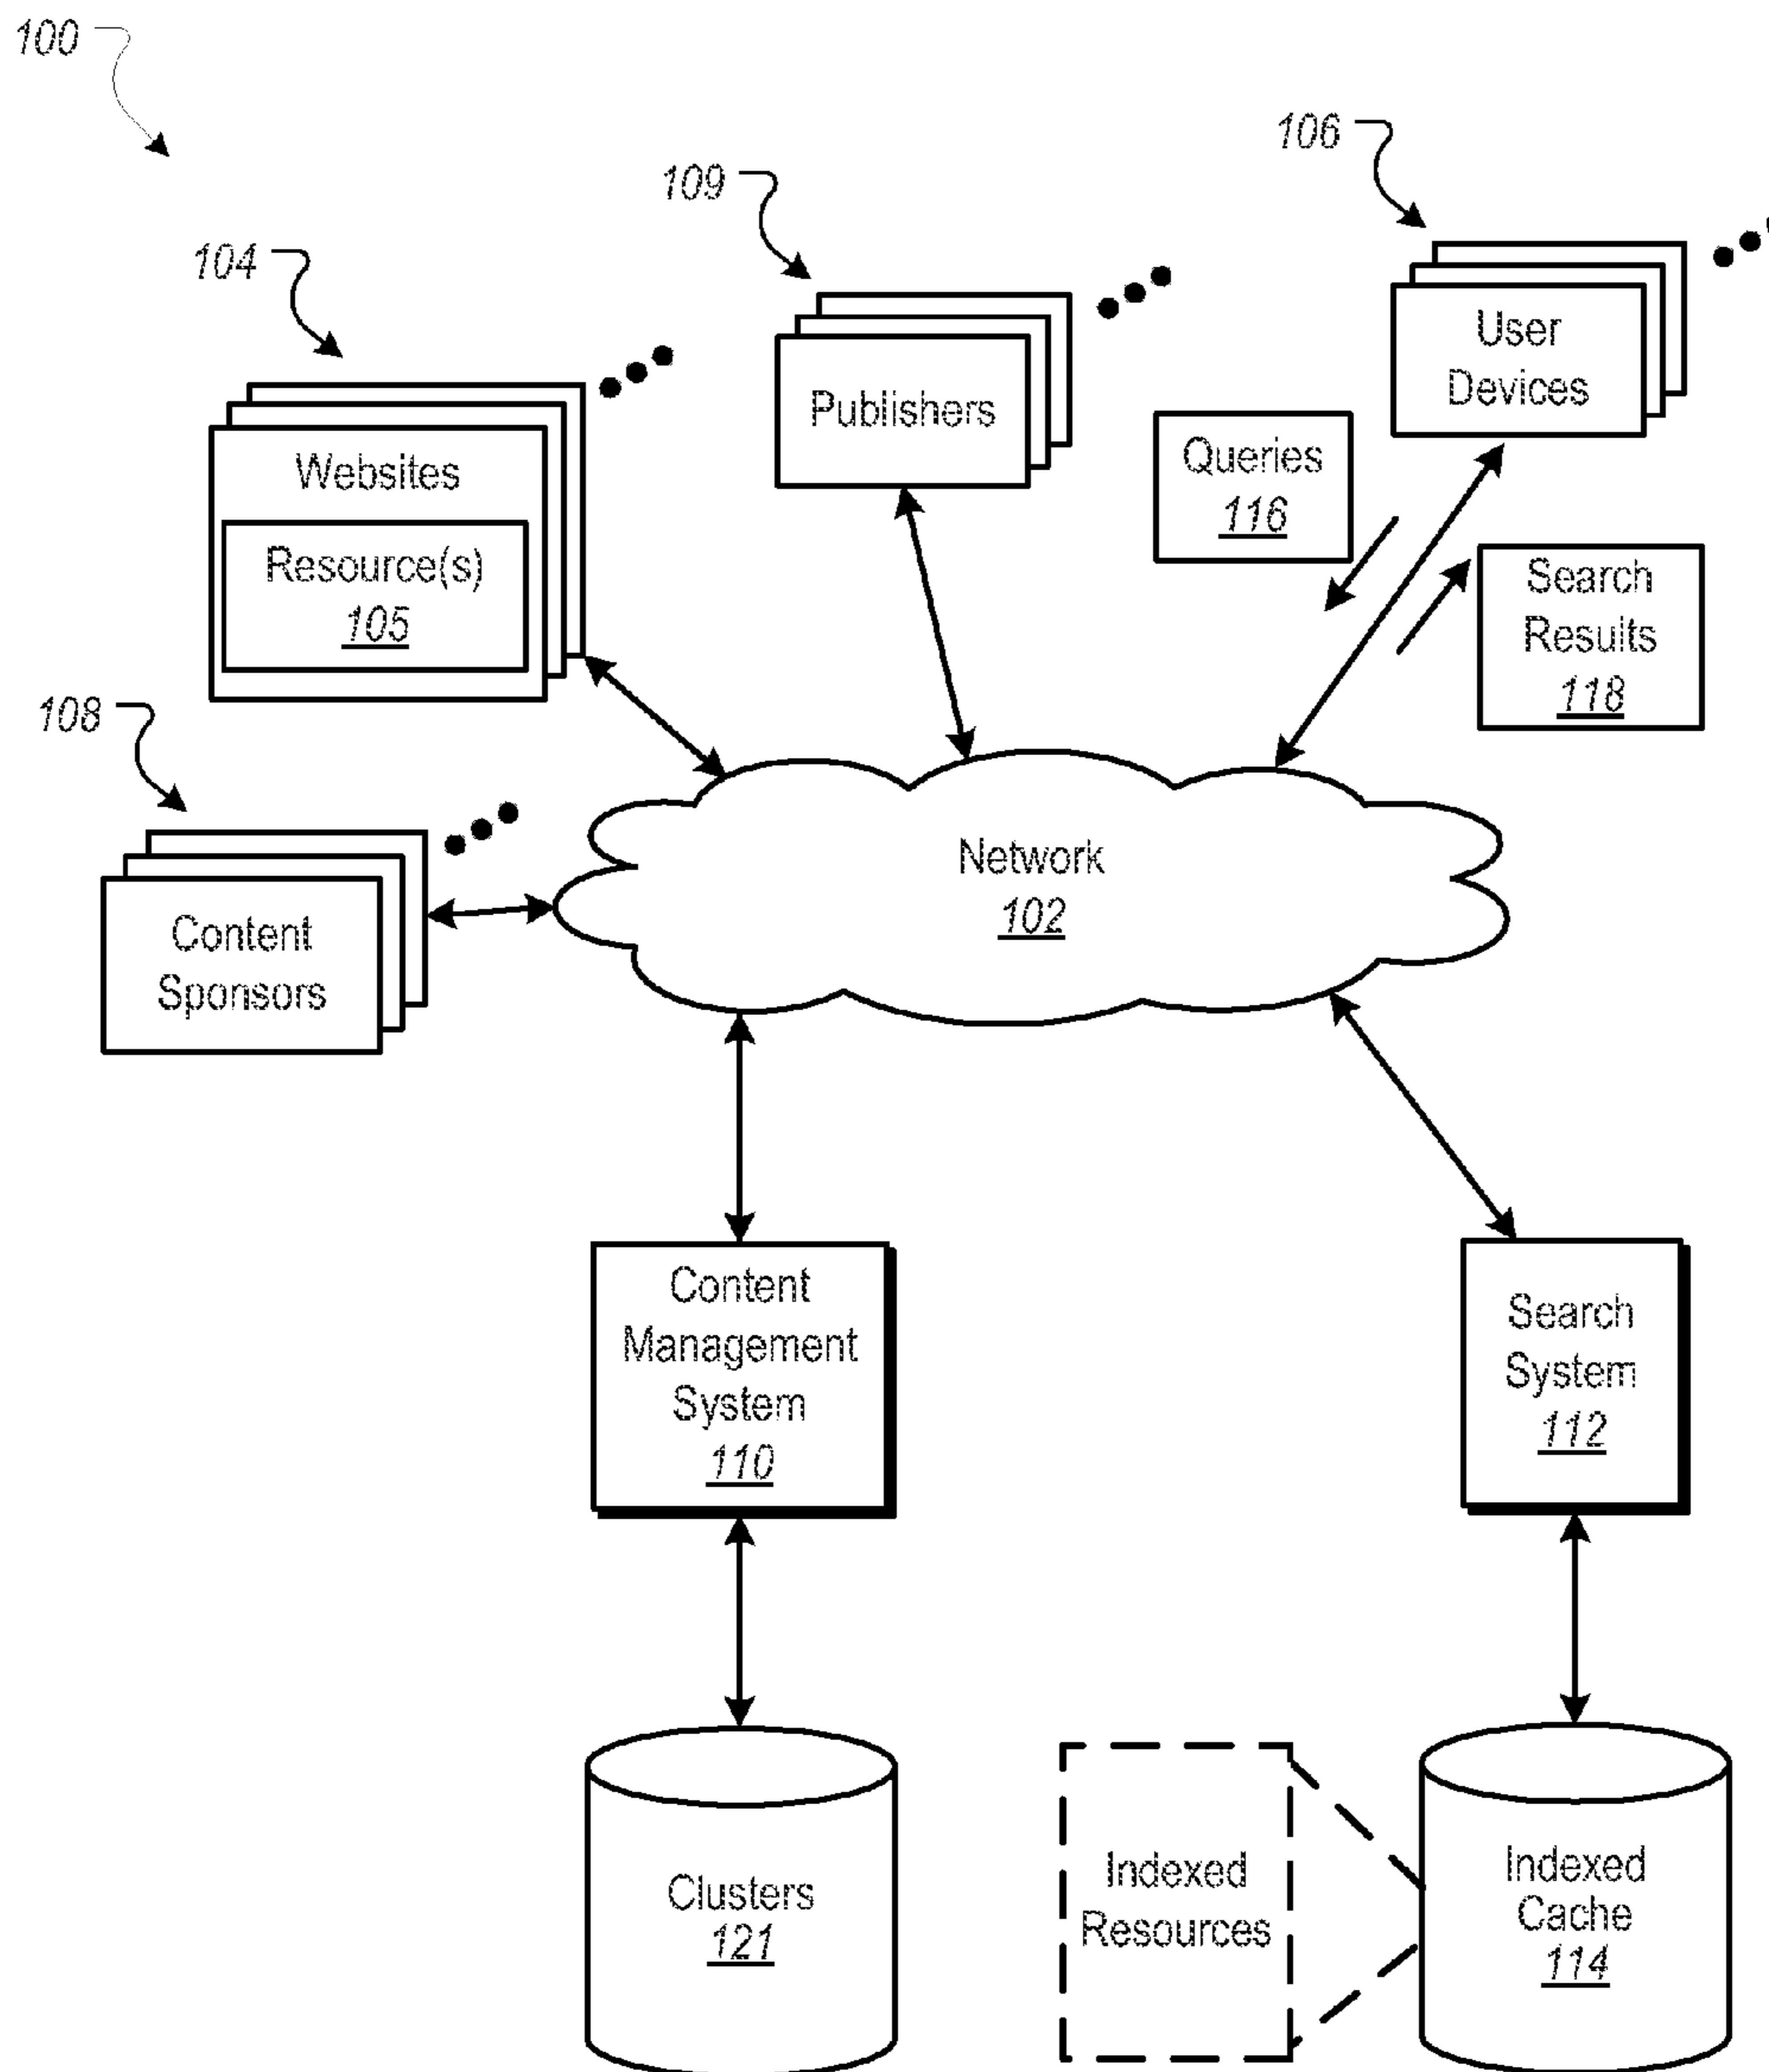 100
106
109
104
User
Devices
Publishers
Queries
116
Websites
Resource(s)
105
Search
Results
118
108
Network
102
Content
Sponsors
Content
Management
System
110
Search
System
112
Clusters
121
Indexed
Resources
Indexed
Cache
114